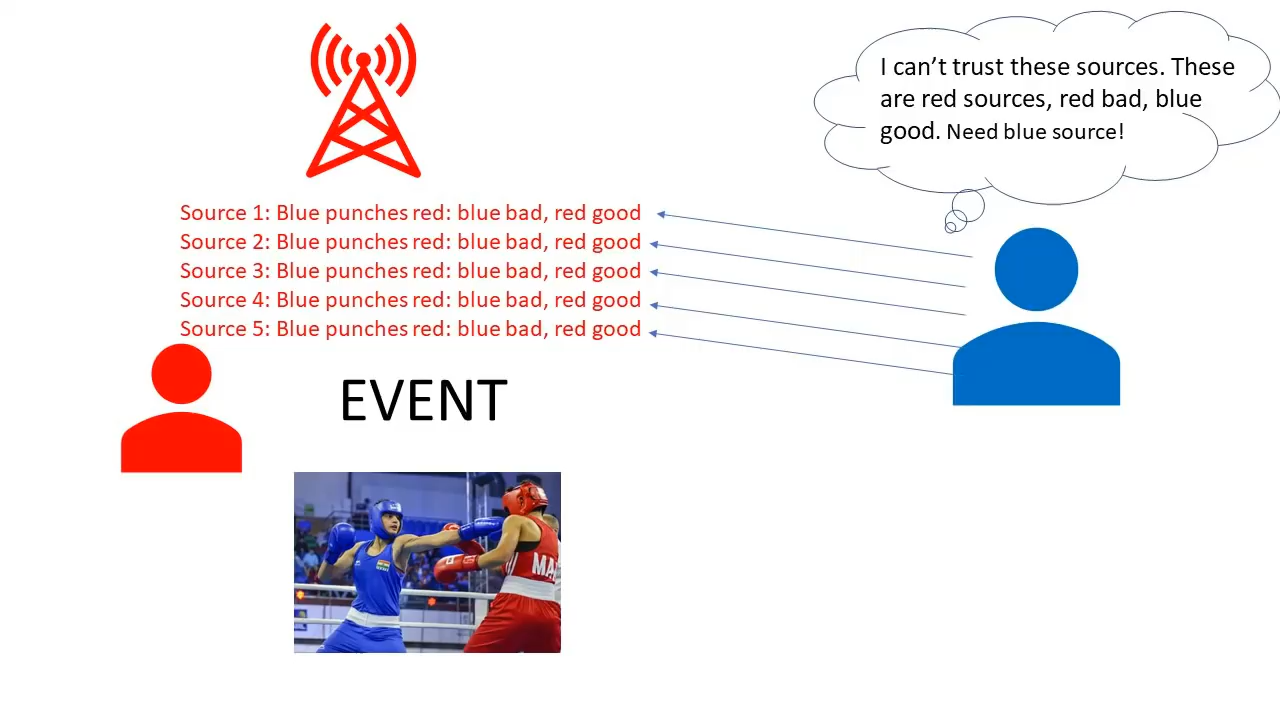 I can’t trust these sources. These
are red sources, red bad, blue
good. Need blue source!
Source 1: Blue punches red: blue bad, red good
Source 2: Blue punches red: blue bad, red good
Source 3: Blue punches red: blue bad, red good
Source 4: Blue punches red: blue bad, red good
Source 5: Blue punches red: blue bad, red good
EVENT
MA